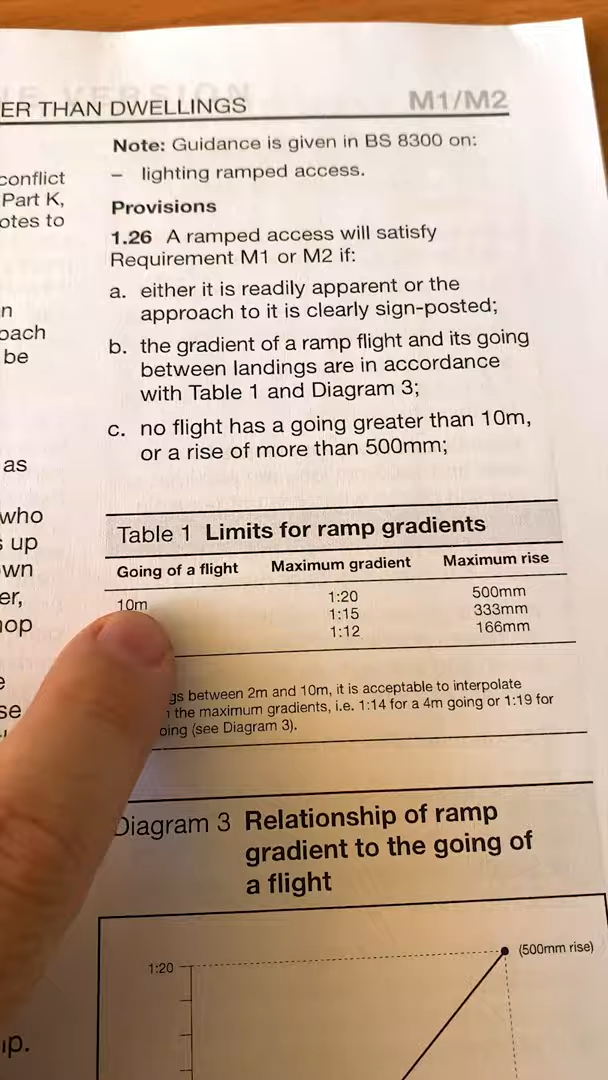 ER THAN DWELLINGS
M1/M2
conflict
Part K,
otes to
n
oach
be
as
who
s up
own
er,
hop
e
se
ip.
Note: Guidance is given in BS 8300 on:
– lighting ramped access.
Provisions
1.26 A ramped access will satisfy
Requirement M1 or M2 if:
a. either it is readily apparent or the
approach to it is clearly sign-posted;
b. the gradient of a ramp flight and its going
between landings are in accordance
with Table 1 and Diagram 3;
c. no flight has a going greater than 10m,
or a rise of more than 500mm;
Table 1 Limits for ramp gradients
Going of a flight Maximum gradient Maximum rise
10m 1:20 500mm
1:15 333mm
1:12 166mm
gs between 2m and 10m, it is acceptable to interpolate
the maximum gradients, i.e. 1:14 for a 4m going or 1:19 for
oing (see Diagram 3).
Diagram 3 Relationship of ramp
gradient to the going of
a flight
1:20
(500mm rise)